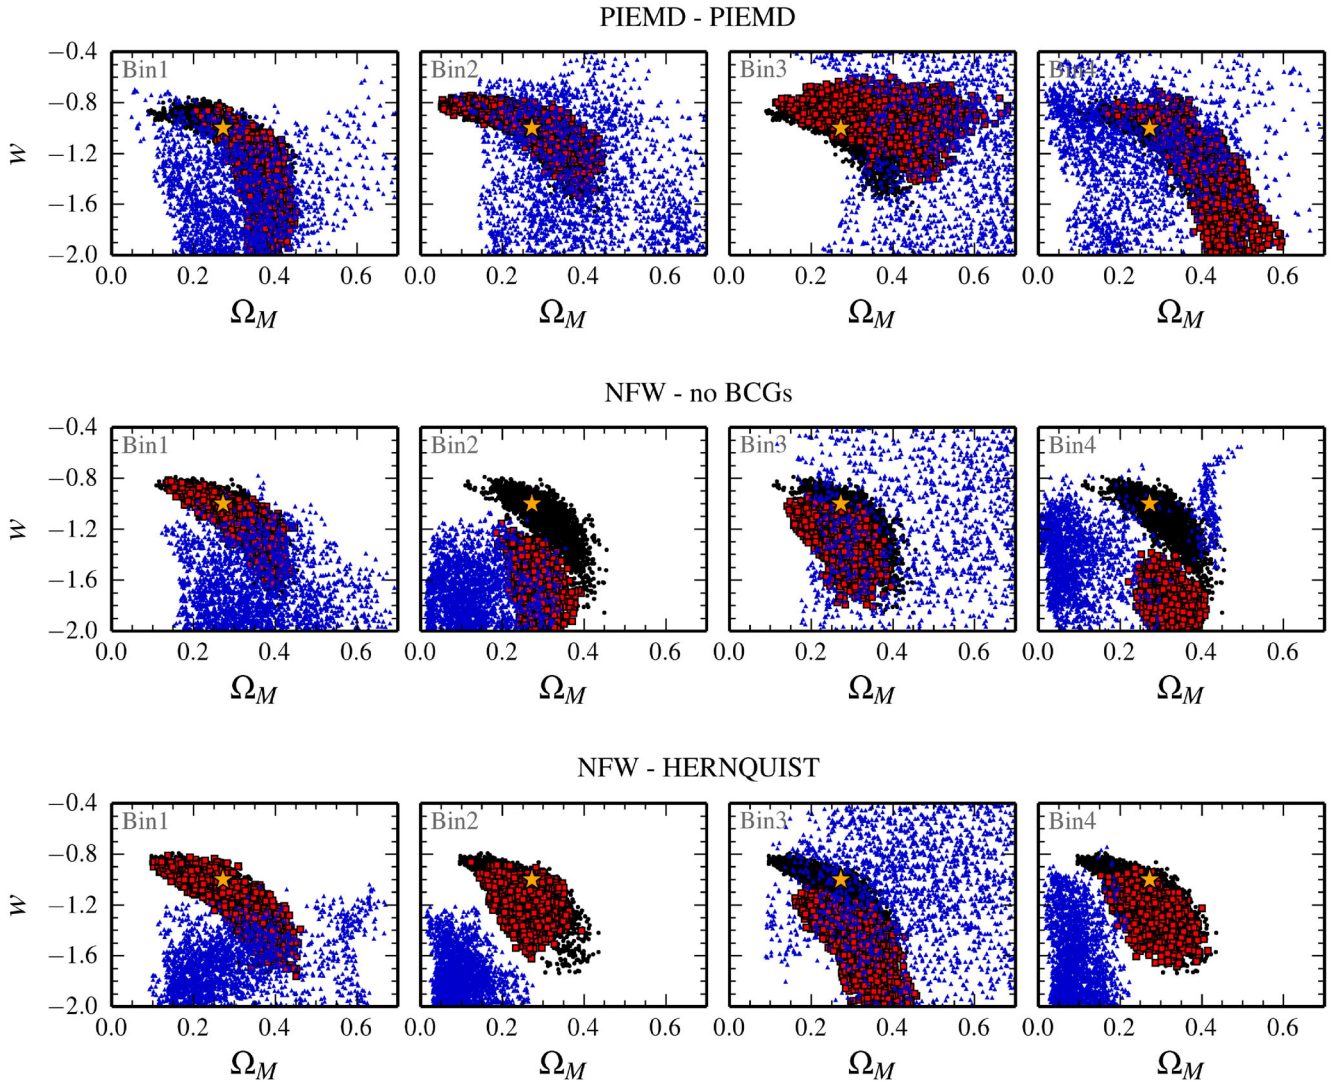 PIEMD - PIEMD
Bin1 Bin2 Bin3 Bin4
−0.4
−0.8
−1.2
−1.6
−2.0
w
0.0 0.2 0.4 0.6 0.0 0.2 0.4 0.6 0.0 0.2 0.4 0.6 0.0 0.2 0.4 0.6
Ω_M Ω_M Ω_M Ω_M
NFW - no BCGs
Bin1 Bin2 Bin3 Bin4
−0.4
−0.8
−1.2
−1.6
−2.0
w
0.0 0.2 0.4 0.6 0.0 0.2 0.4 0.6 0.0 0.2 0.4 0.6 0.0 0.2 0.4 0.6
Ω_M Ω_M Ω_M Ω_M
NFW - HERNQUIST
Bin1 Bin2 Bin3 Bin4
−0.4
−0.8
−1.2
−1.6
−2.0
w
0.0 0.2 0.4 0.6 0.0 0.2 0.4 0.6 0.0 0.2 0.4 0.6 0.0 0.2 0.4 0.6
Ω_M Ω_M Ω_M Ω_M